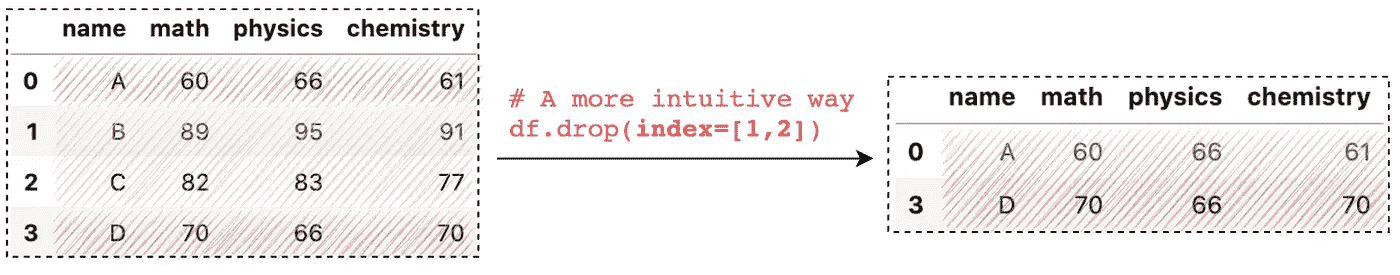 name math physics chemistry
0 A 60 66 61
1 B 89 95 91
2 C 82 83 77
3 D 70 66 70
# A more intuitive way
df.drop(index=[1,2])
name math physics chemistry
0 A 60 66 61
3 D 70 66 70